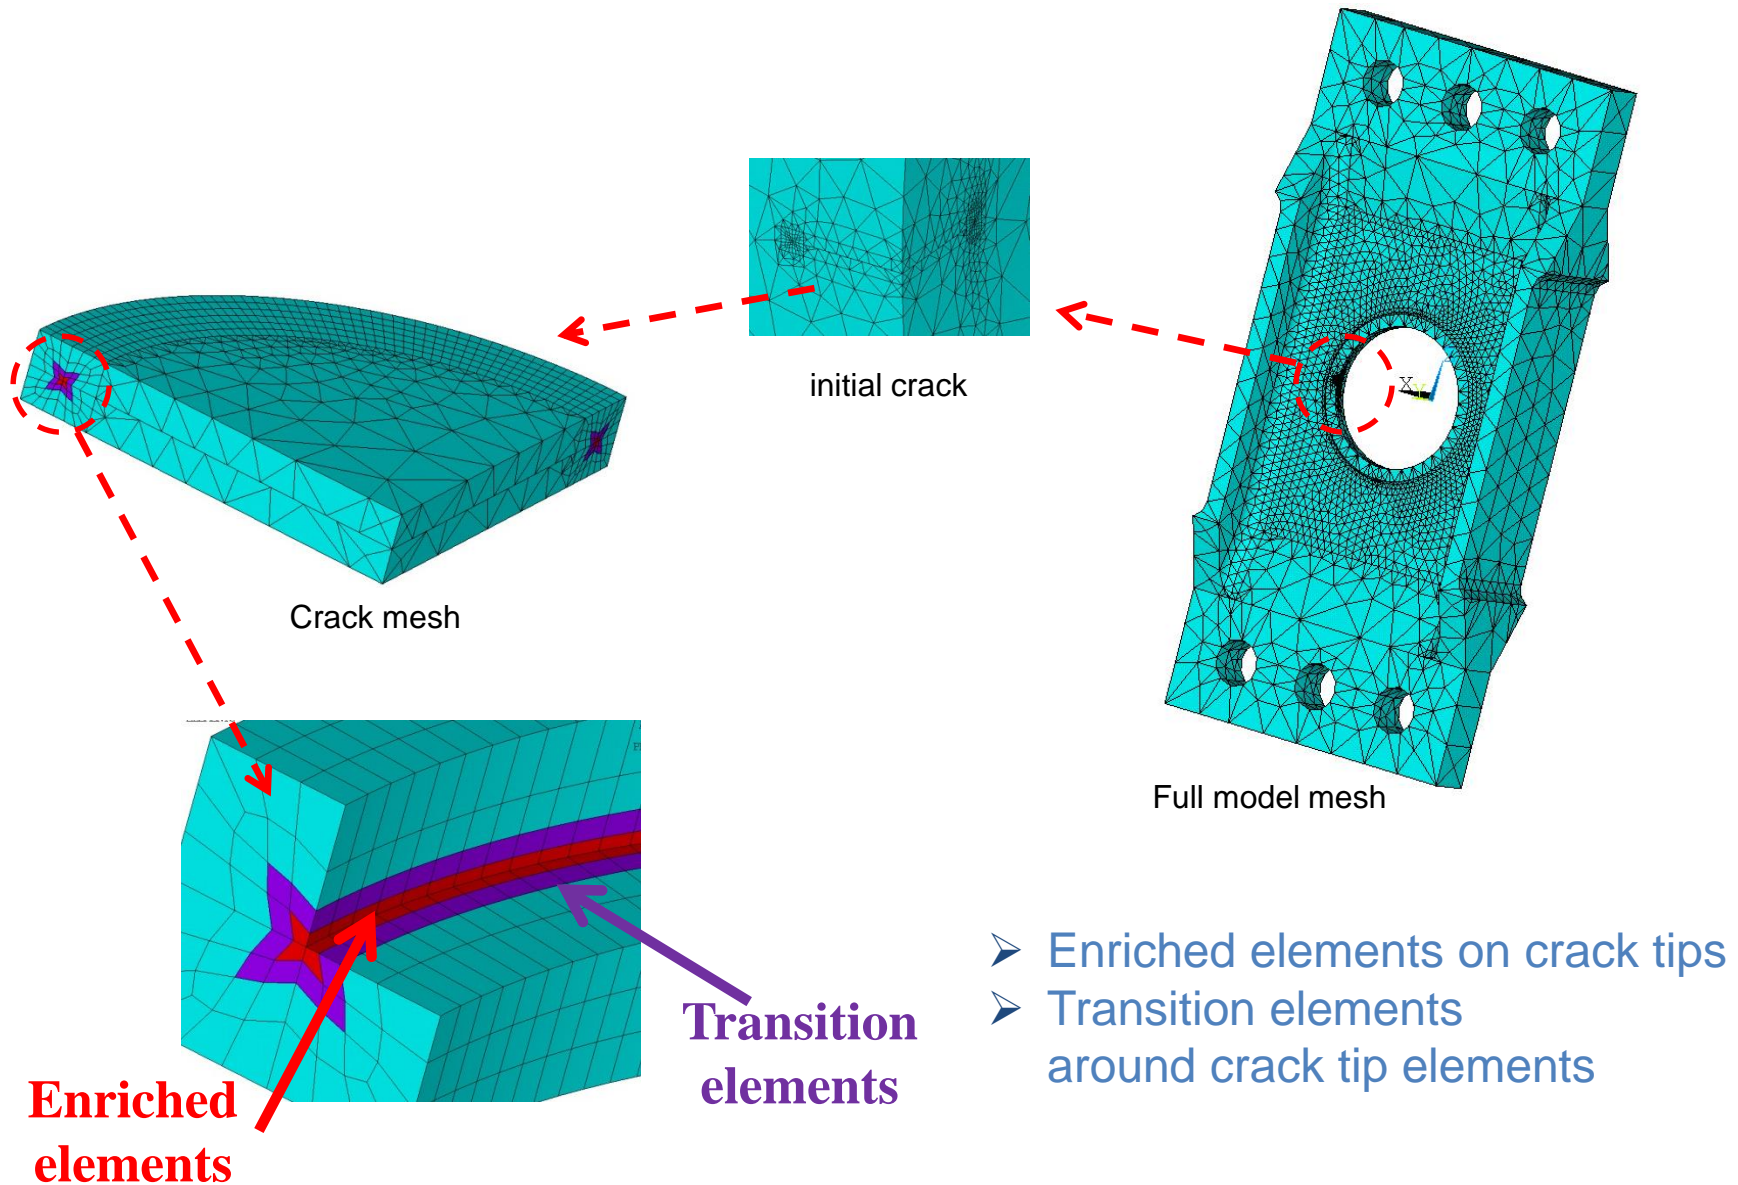 initial crack
X
Y
Crack mesh
Full model mesh
Enriched
elements
Transition
elements
➢ Enriched elements on crack tips
➢ Transition elements
around crack tip elements